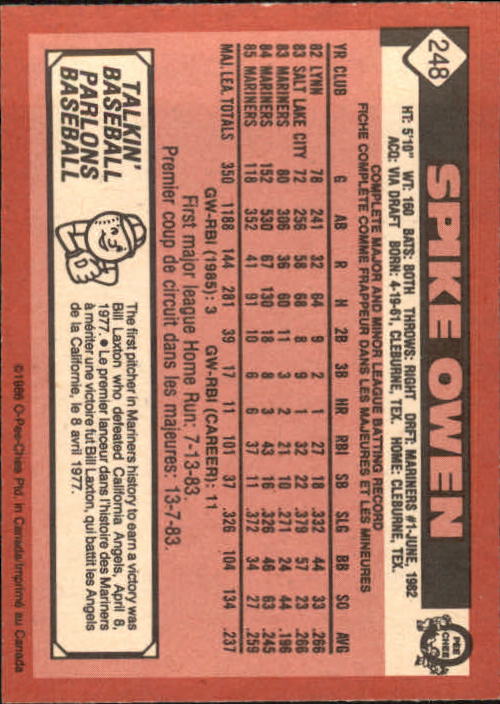 248
SPIKE OWEN
O
PEE
CHEE
HT: 5'10" WT: 160 BATS: BOTH THROWS: RIGHT DRFT: MARINERS #1-JUNE, 1982
ACQ: VIA DRAFT BORN: 4-19-61, CLEBURNE, TEX. HOME: CLEBURNE, TEX.
COMPLETE MAJOR AND MINOR LEAGUE BATTING RECORD
FICHE COMPLÈTE COMME FRAPPEUR DANS LES MAJEURES ET LES MINEURES
YR CLUB G AB R H 2B 3B HR RBI SB SLG BB SO AVG
82 LYNN 78 241 32 64 9 2 1 27 18 .332 44 33 .266
83 SALT LAKE CITY 72 256 58 68 8 9 1 32 22 .379 57 23 .266
83 MARINERS 80 306 36 60 11 3 2 21 10 .271 24 44 .196
84 MARINERS 152 530 67 130 18 8 3 43 16 .326 46 63 .245
85 MARINERS 118 352 41 91 10 6 6 37 11 .372 34 27 .259
MAJ. LEA. TOTALS 350 1188 144 281 39 17 11 101 37 .326 104 134 .237
GW-RBI (1985): 3 GW-RBI (CAREER): 11
First major league Home Run: 7-13-83.
Premier coup de circuit dans les majeures: 13-7-83.
TALKIN'
BASEBALL
PARLONS
BASEBALL
The first pitcher in Mariners history to earn a victory was
Bill Laxton who defeated California Angels, April 8,
1977. • Le premier lanceur dans l'histoire des Mariners
à mériter une victoire fut Bill Laxton, qui battit les Angels
de la Californie, le 8 avril 1977.
©1986 O-Pee-Chee Ptd. in Canada/Imprimé au Canada